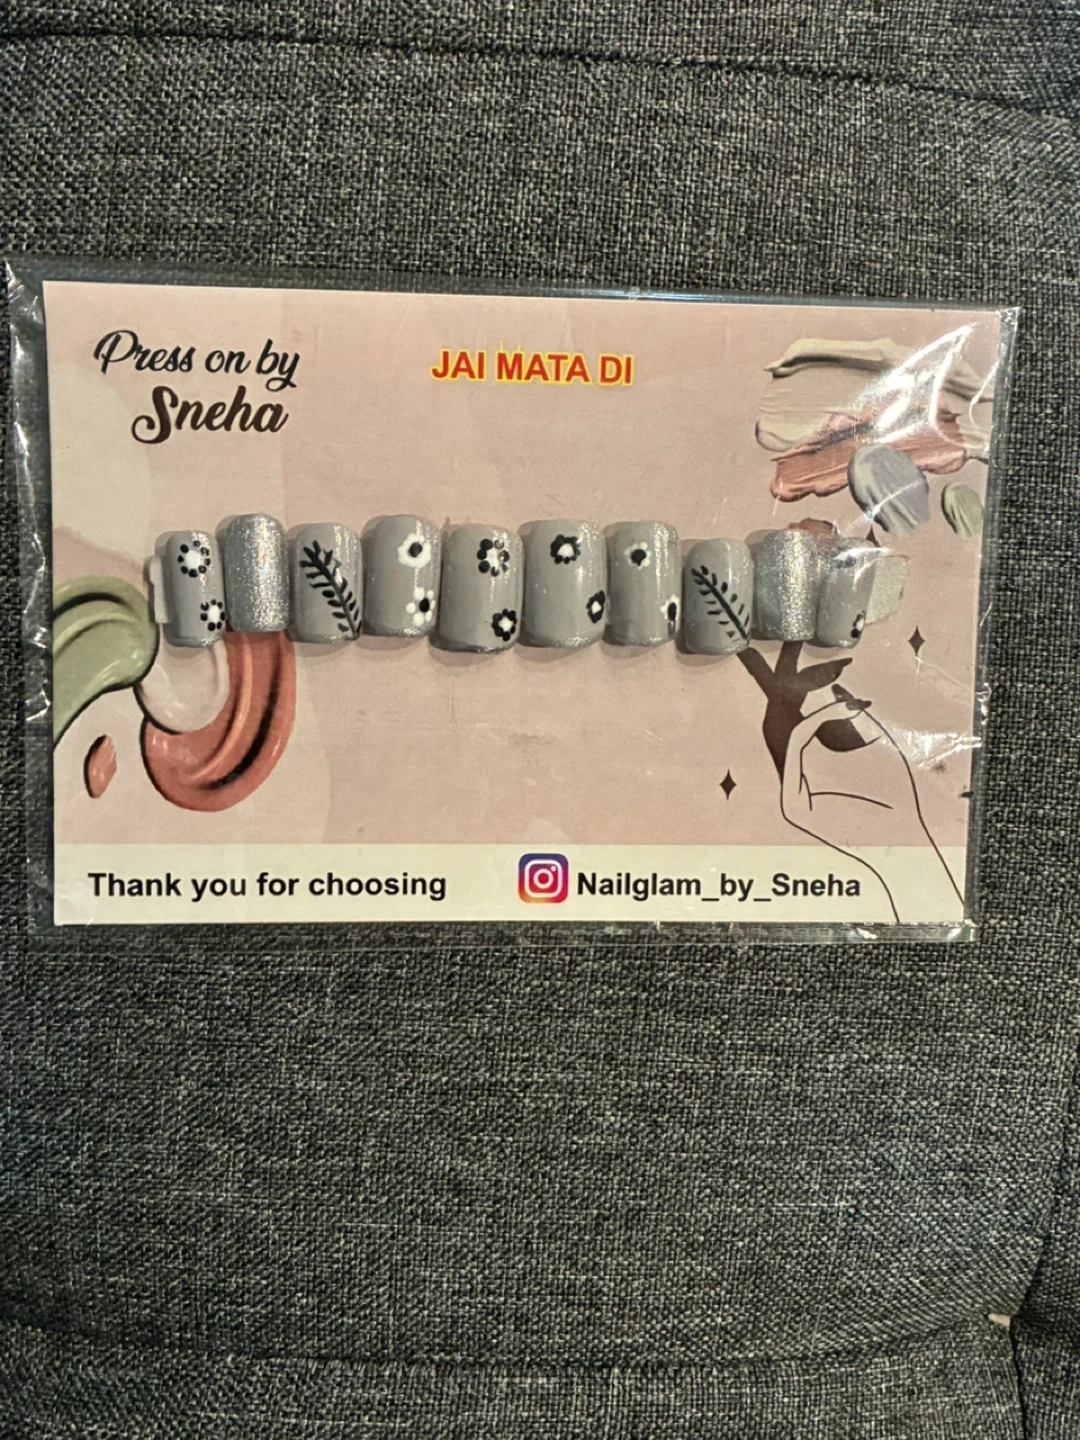 Press on by
Sneha
JAI MATA DI
Thank you for choosing
Nailglam_by_Sneha